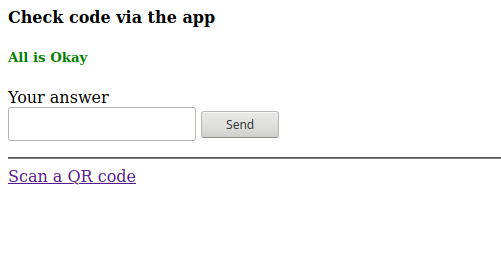 Check code via the app
All is Okay
Your answer
Send
Scan a QR code